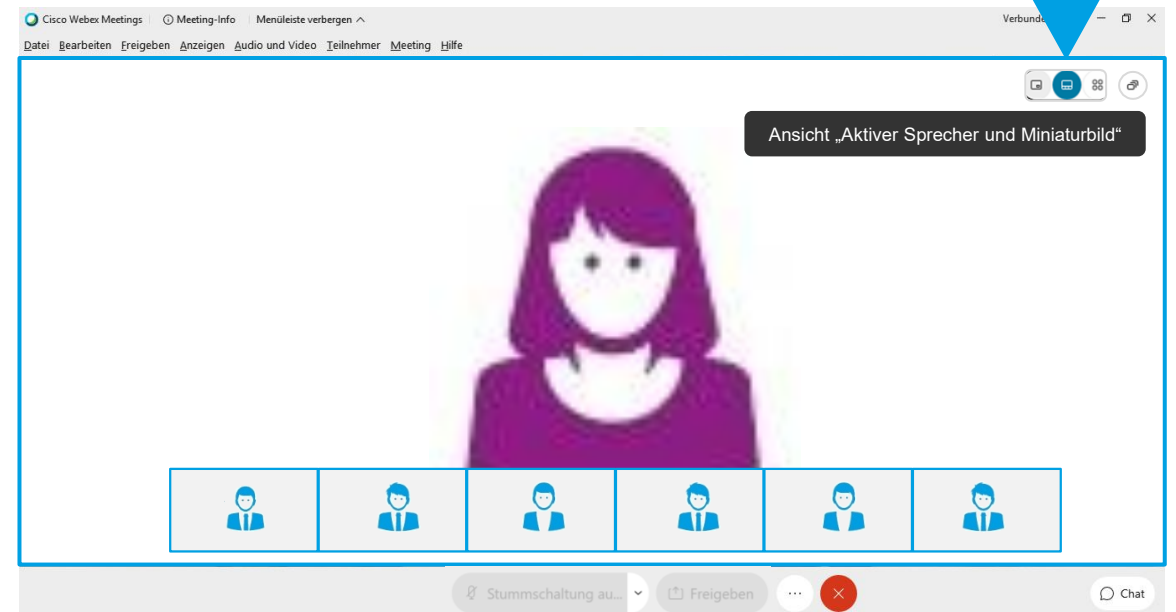 Cisco Webex Meetings Meeting-Info Menüleiste verbergen
Datei Bearbeiten Freigeben Anzeigen Audio und Video Teilnehmer Meeting Hilfe
Ansicht „Aktiver Sprecher und Miniaturbild“
Stummschaltung au... Freigeben ... Chat